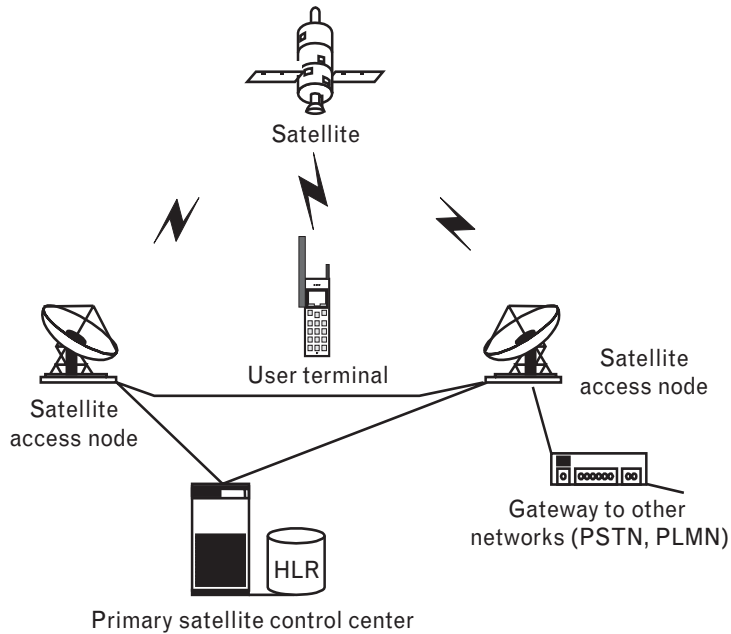 Satellite
User terminal
Satellite
access node
Satellite
access node
Gateway to other
networks (PSTN, PLMN)
HLR
Primary satellite control center